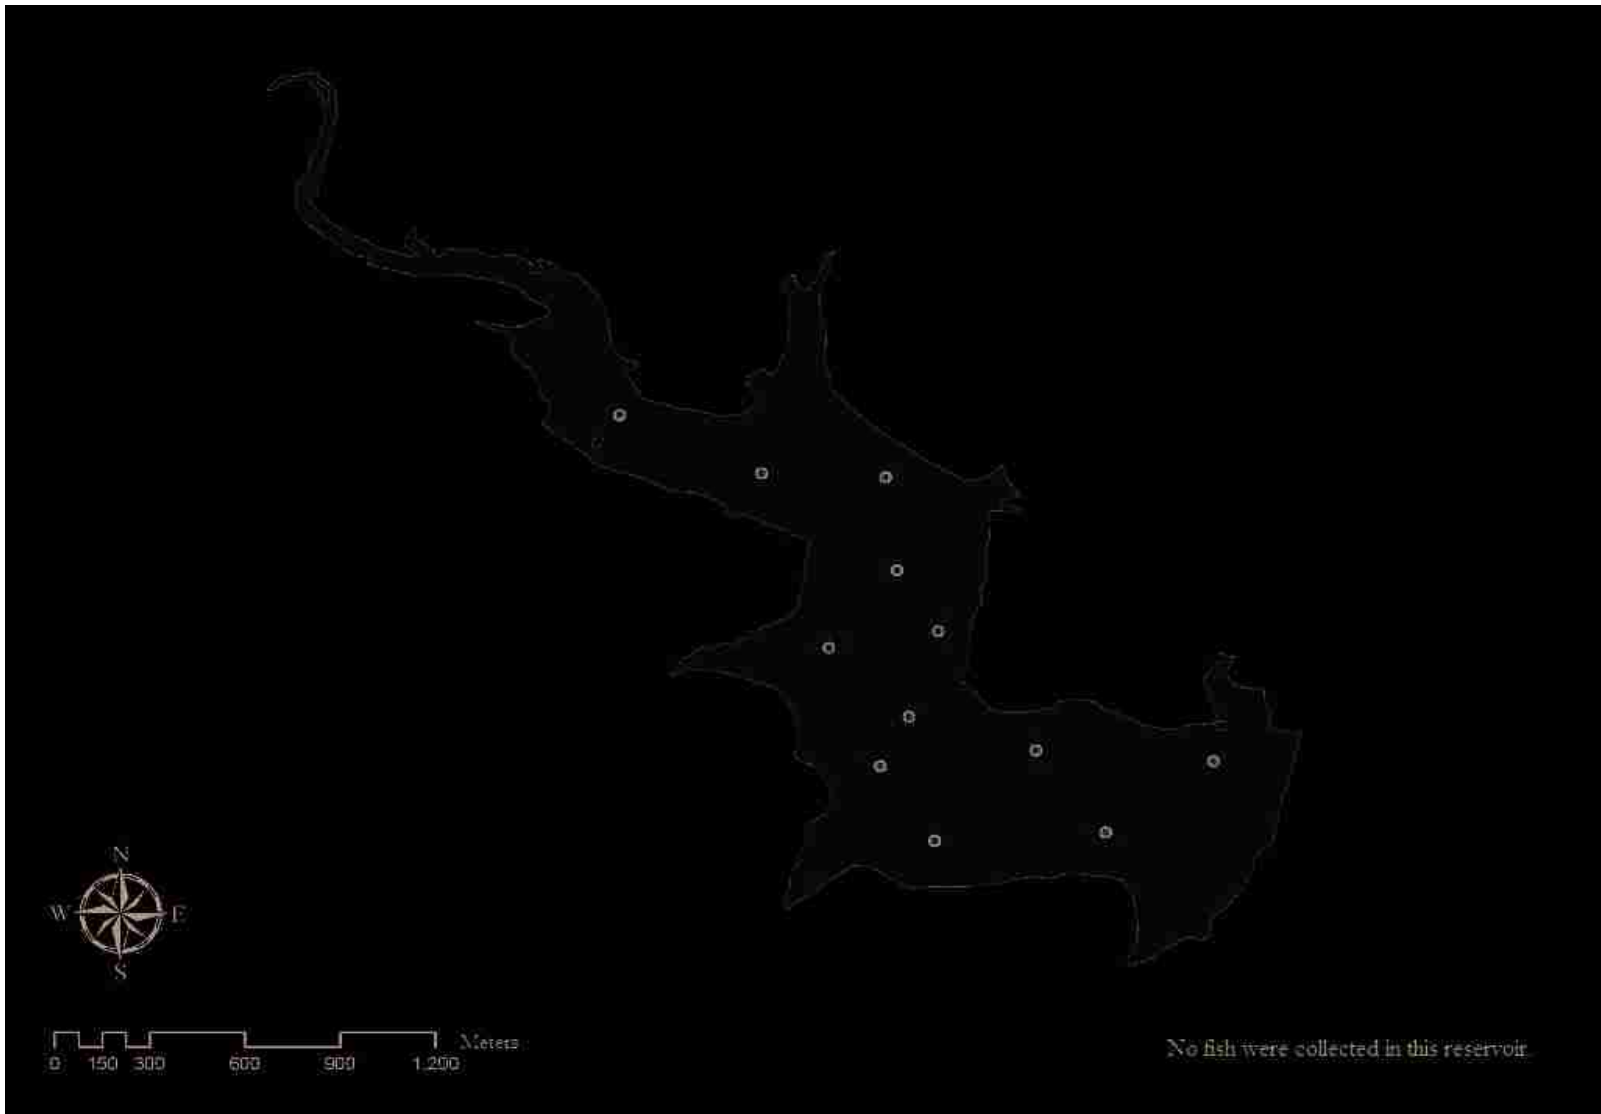 N
W E
S
Meters
0 150 300 600 900 1,200
No fish were collected in this reservoir.